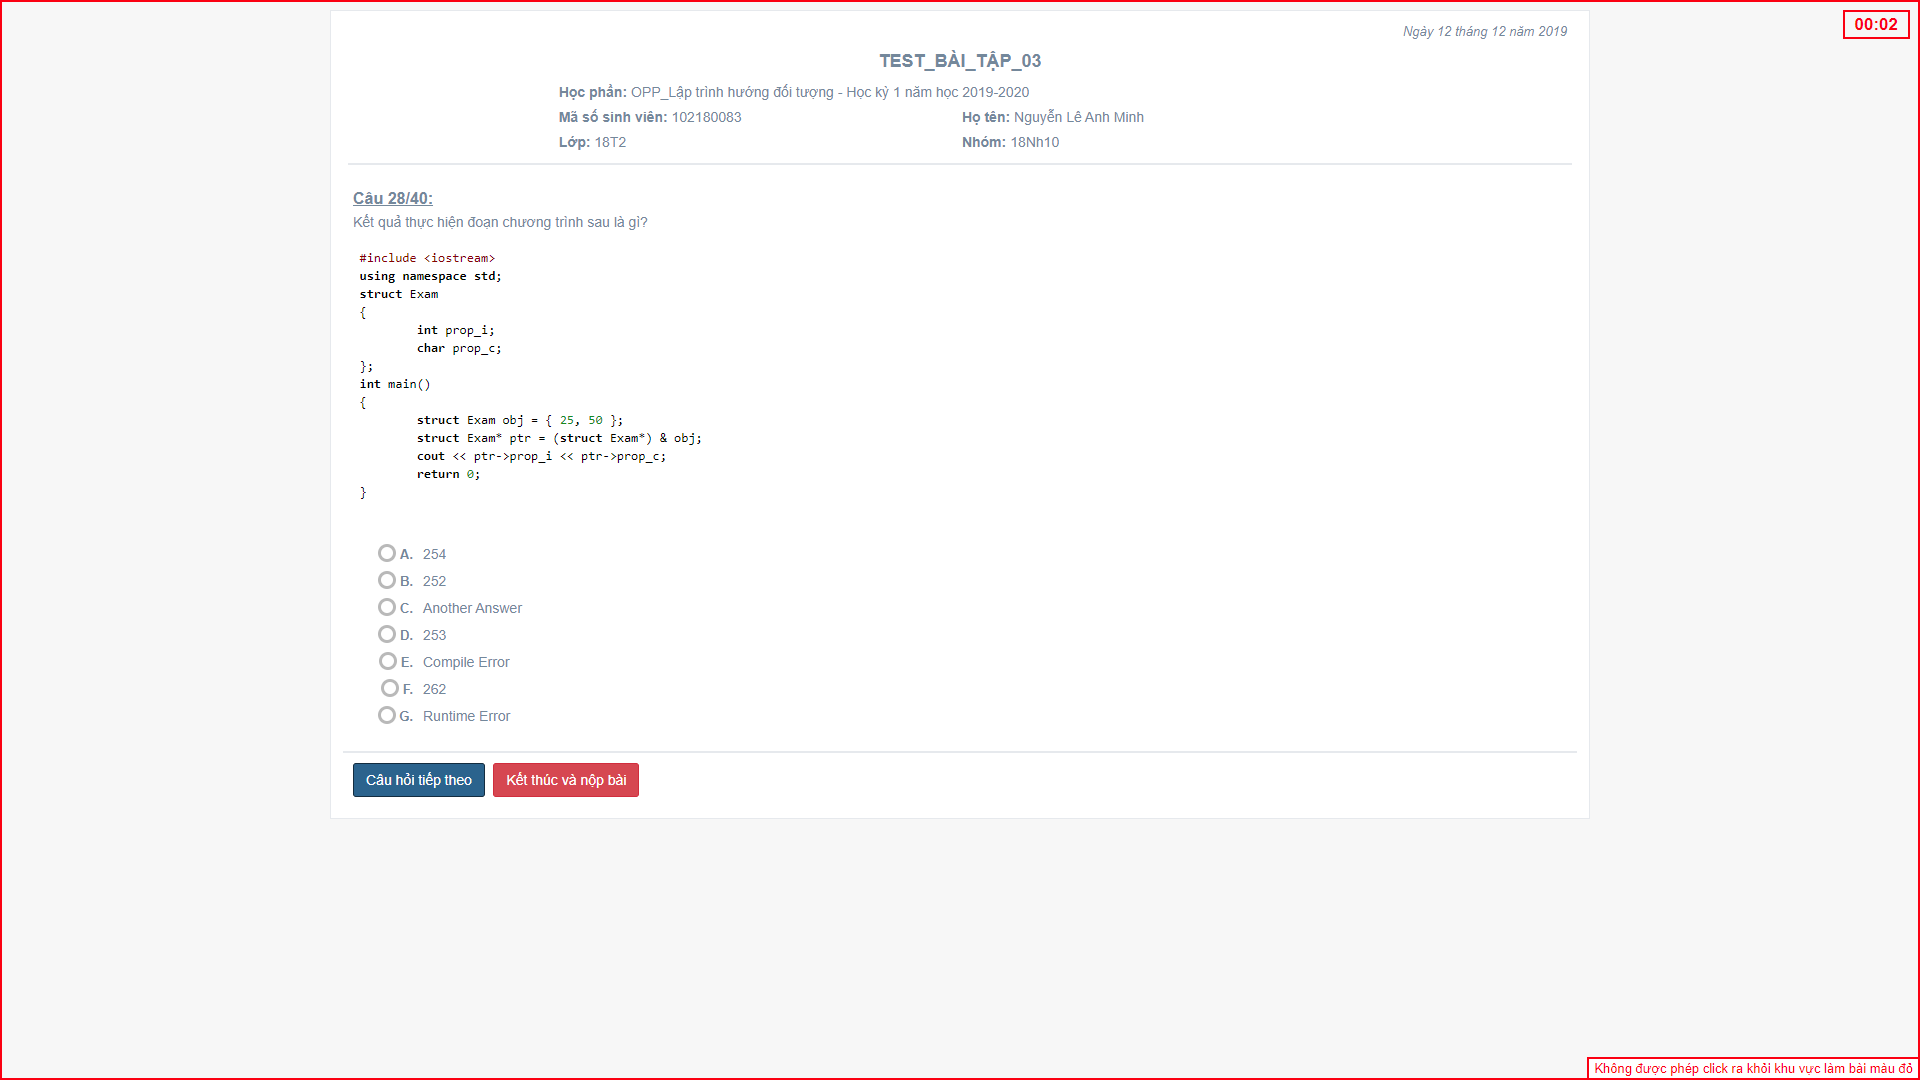 00:02
Ngày 12 tháng 12 năm 2019
TEST_BÀI_TẬP_03
Học phần: OPP_Lập trình hướng đối tượng - Học kỳ 1 năm học 2019-2020
Mã số sinh viên: 102180083 Họ tên: Nguyễn Lê Anh Minh
Lớp: 18T2 Nhóm: 18Nh10
Câu 28/40:
Kết quả thực hiện đoạn chương trình sau là gì?
#include <iostream>
using namespace std;
struct Exam
{
        int prop_i;
        char prop_c;
};
int main()
{
        struct Exam obj = { 25, 50 };
        struct Exam* ptr = (struct Exam*) & obj;
        cout << ptr->prop_i << ptr->prop_c;
        return 0;
}
A. 254
B. 252
C. Another Answer
D. 253
E. Compile Error
F. 262
G. Runtime Error
Câu hỏi tiếp theo Kết thúc và nộp bài
Không được phép click ra khỏi khu vực làm bài màu đỏ